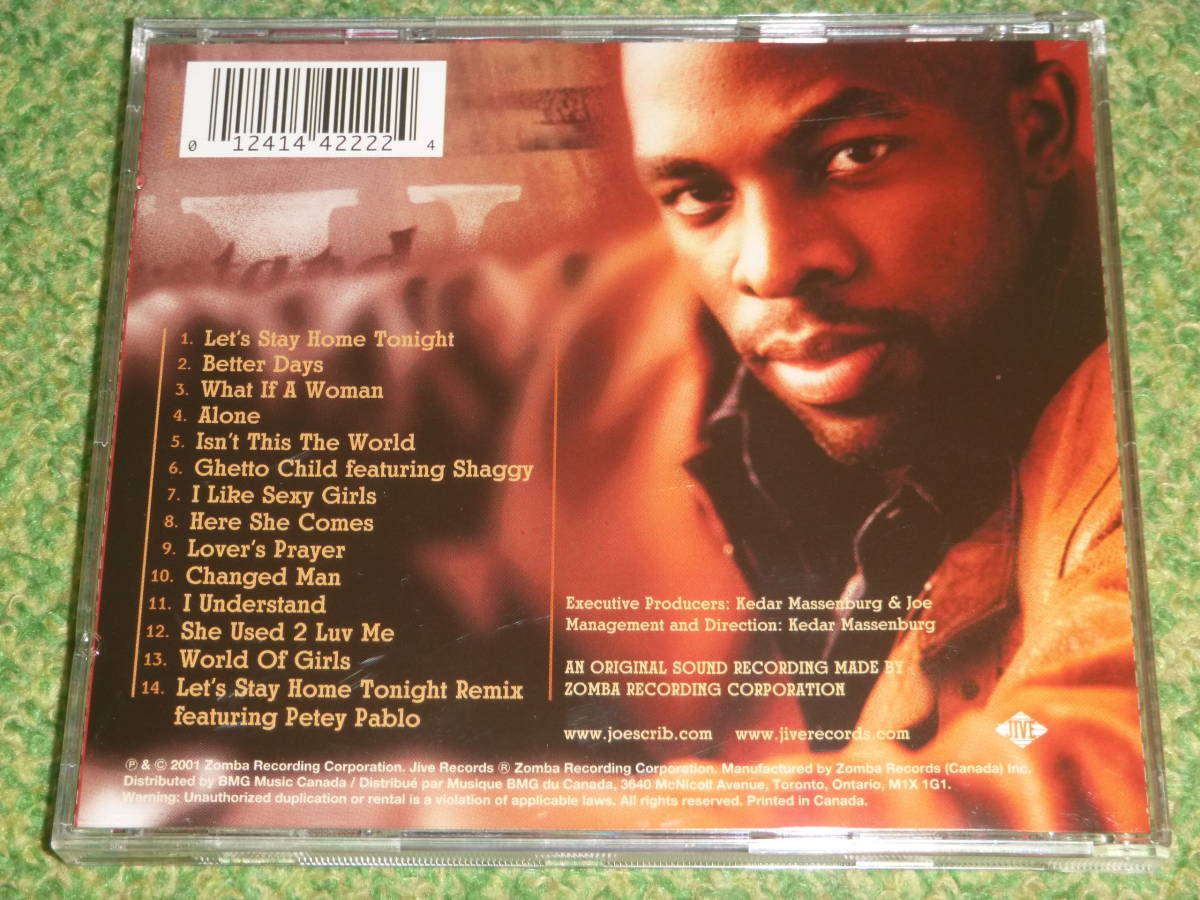 0 12414 42222 4
1. Let's Stay Home Tonight
2. Better Days
3. What If A Woman
4. Alone
5. Isn't This The World
6. Ghetto Child featuring Shaggy
7. I Like Sexy Girls
8. Here She Comes
9. Lover's Prayer
10. Changed Man
11. I Understand
12. She Used 2 Luv Me
13. World Of Girls
14. Let's Stay Home Tonight Remix
featuring Petey Pablo
Executive Producers: Kedar Massenburg & Joe
Management and Direction: Kedar Massenburg
AN ORIGINAL SOUND RECORDING MADE BY
ZOMBA RECORDING CORPORATION
www.joescrib.com www.jiverecords.com
JIVE
℗ & © 2001 Zomba Recording Corporation. Jive Records ® Zomba Recording Corporation. Manufactured by Zomba Records (Canada) Inc.
Distributed by BMG Music Canada / Distribué par Musique BMG du Canada, 3640 McNicoll Avenue, Toronto, Ontario, M1X 1G1.
Warning: Unauthorized duplication or rental is a violation of applicable laws. All rights reserved. Printed in Canada.